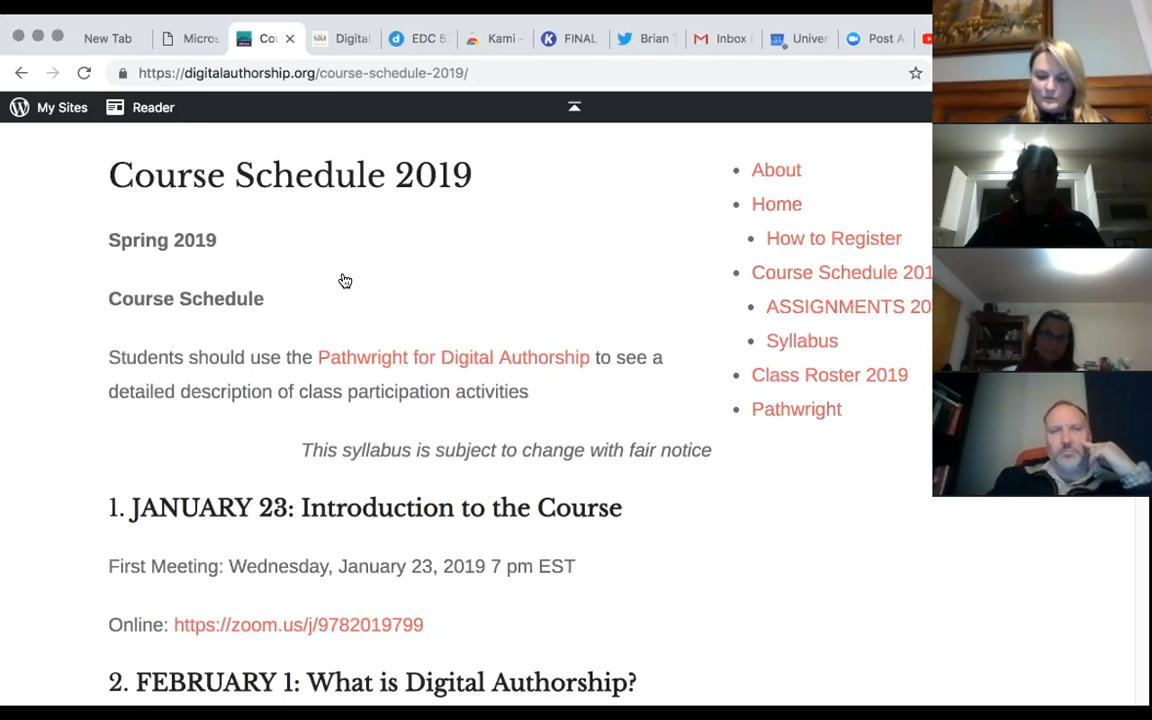 New Tab
Micros
Co
Digital
EDC 5
Kami -
FINAL
Brian
Inbox
Univer
Post A
https://digitalauthorship.org/course-schedule-2019/
My Sites
Reader
Course Schedule 2019
Spring 2019
Course Schedule
Students should use the Pathwright for Digital Authorship to see a
detailed description of class participation activities
This syllabus is subject to change with fair notice
1. JANUARY 23: Introduction to the Course
First Meeting: Wednesday, January 23, 2019 7 pm EST
Online: https://zoom.us/j/9782019799
2. FEBRUARY 1: What is Digital Authorship?
About
Home
How to Register
Course Schedule 201
ASSIGNMENTS 20
Syllabus
Class Roster 2019
Pathwright